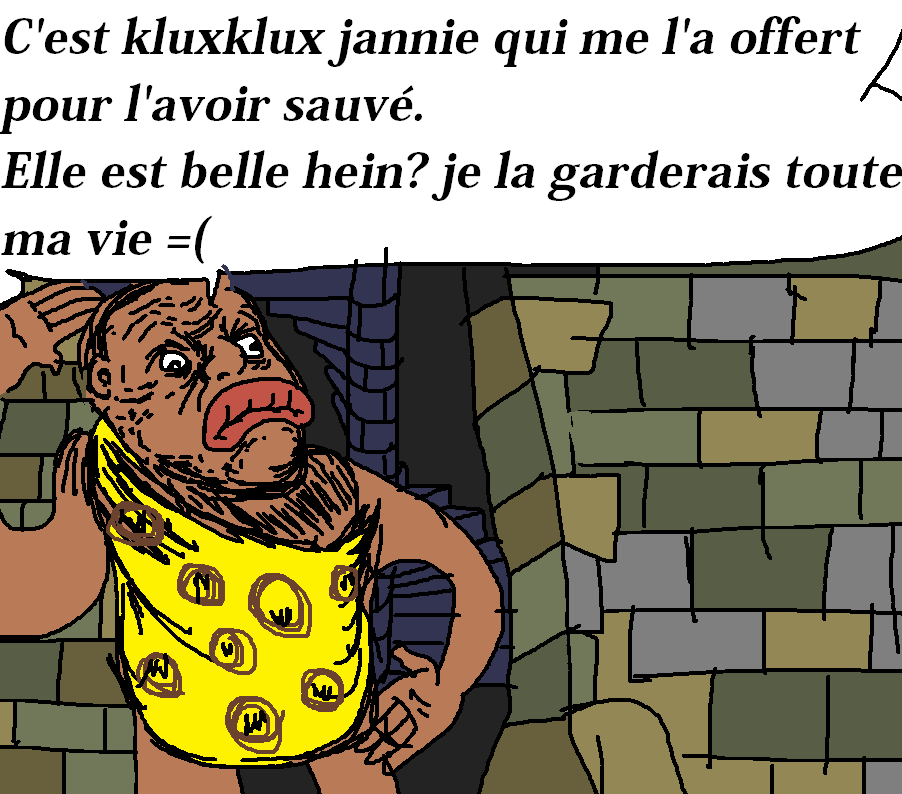 C'est kluxklux jannie qui me l'a offert
pour l'avoir sauvé.
Elle est belle hein? je la garderais toute
ma vie =(